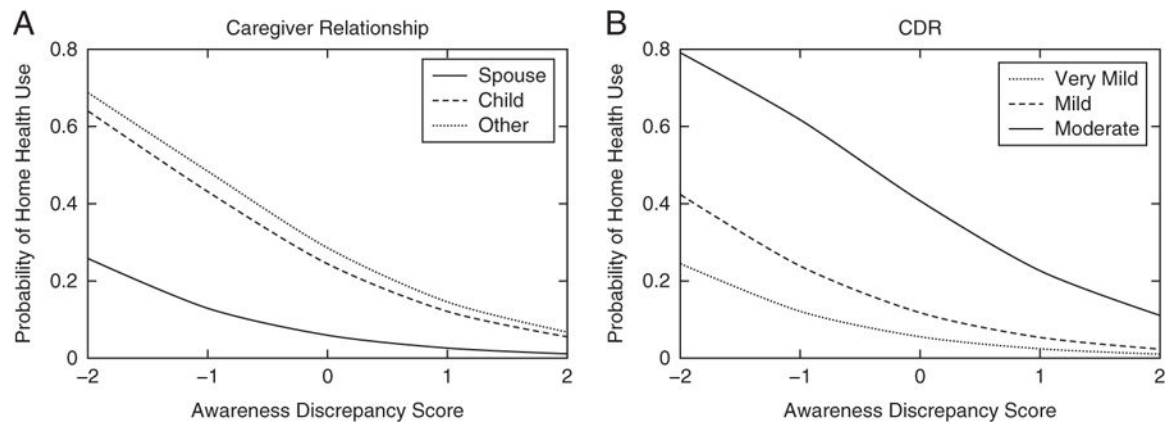 A
Caregiver Relationship
Probability of Home Health Use
0.8
0.6
0.4
0.2
0
Spouse
Child
Other
−2
−1
0
1
2
Awareness Discrepancy Score
B
CDR
Probability of Home Health Use
0.8
0.6
0.4
0.2
0
Very Mild
Mild
Moderate
−2
−1
0
1
2
Awareness Discrepancy Score